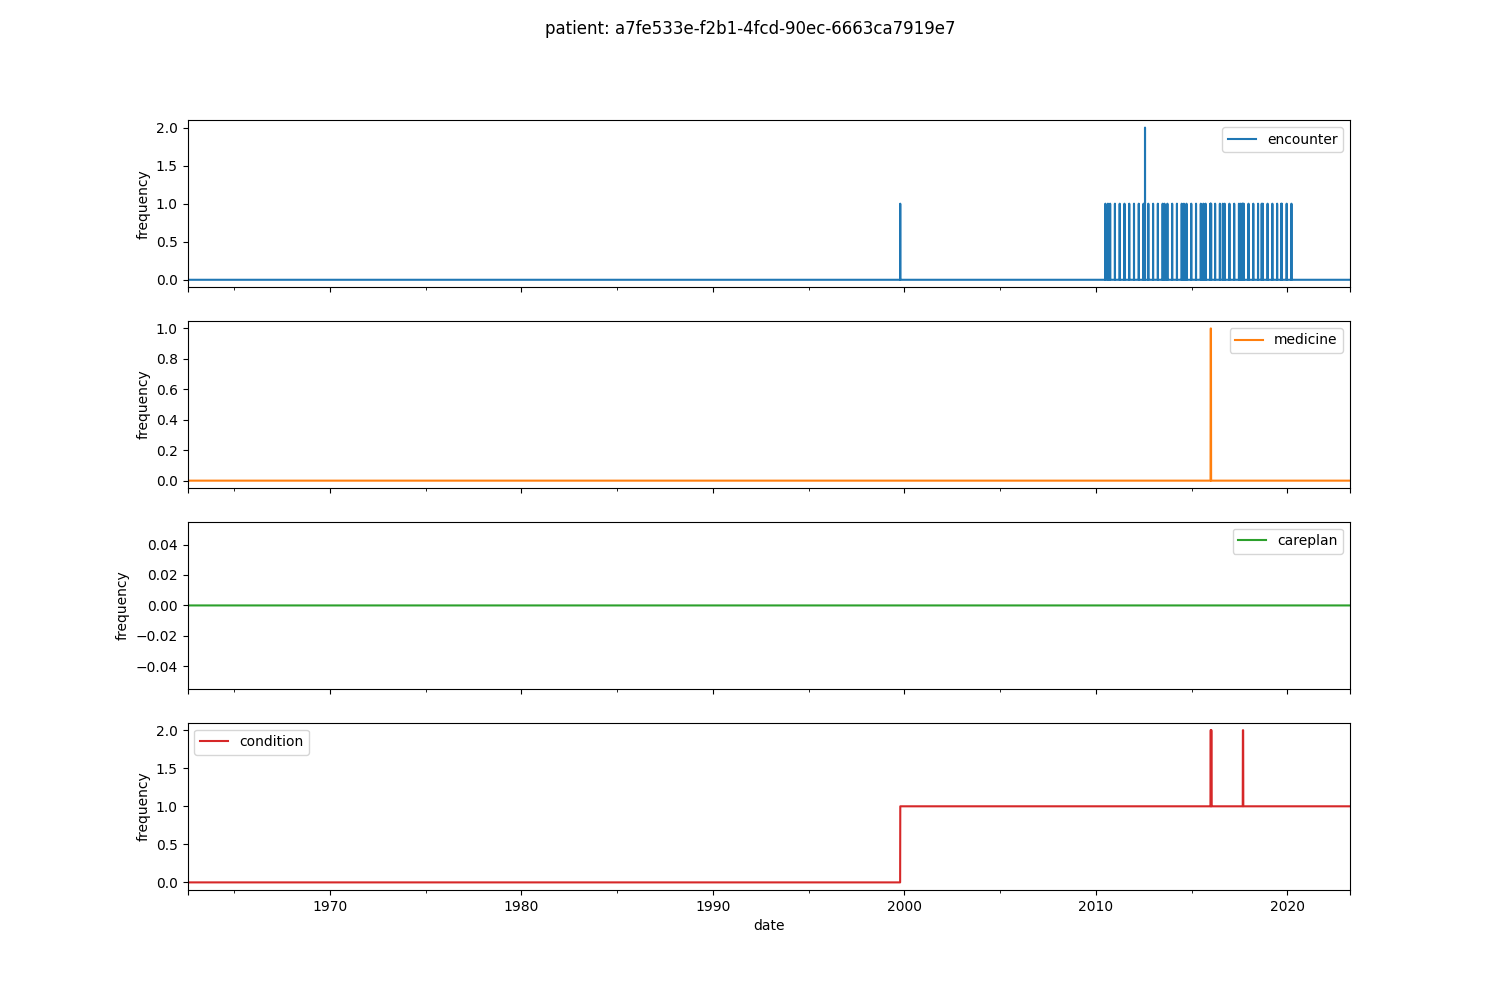 patient: a7fe533e-f2b1-4fcd-90ec-6663ca7919e7
2.0
1.5
1.0
0.5
0.0
frequency
encounter
1.0
0.8
0.6
0.4
0.2
0.0
frequency
medicine
0.04
0.02
0.00
−0.02
−0.04
frequency
careplan
2.0
1.5
1.0
0.5
0.0
frequency
condition
1970 1980 1990 2000 2010 2020
date